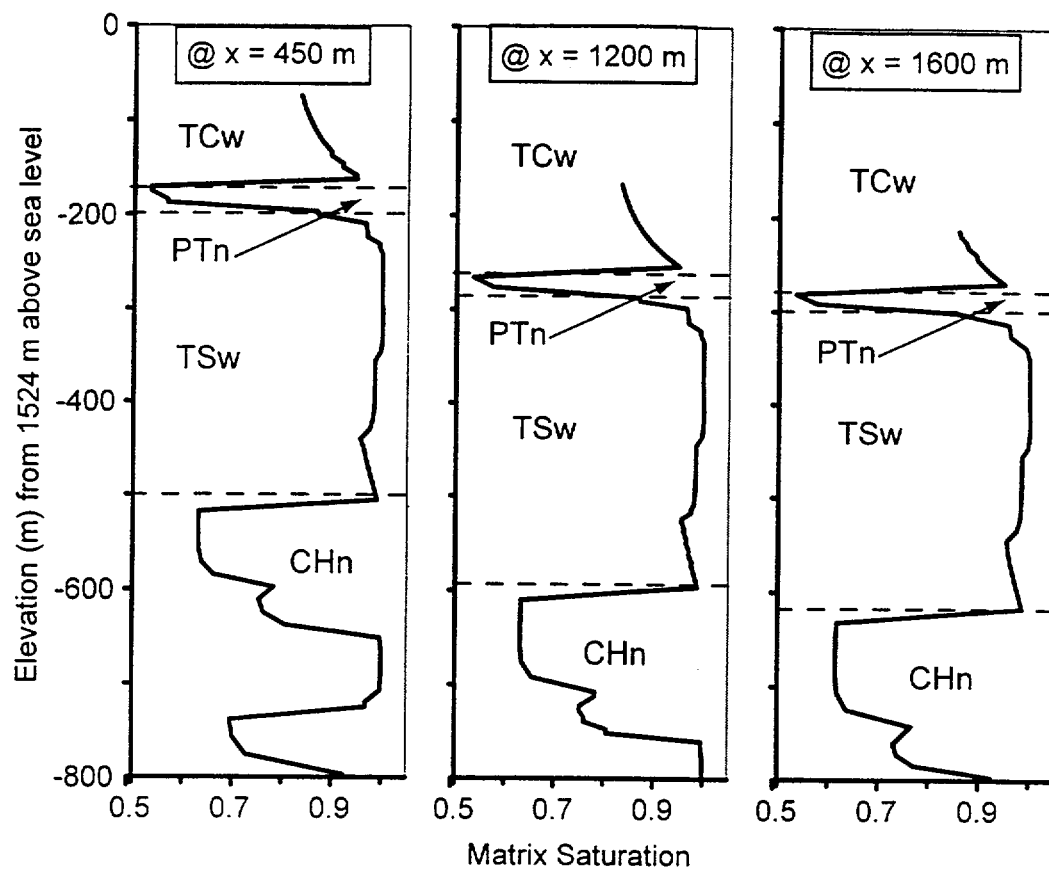 @ x = 450 m
@ x = 1200 m
@ x = 1600 m
Elevation (m) from 1524 m above sea level
0
-200
-400
-600
-800
TCw
PTn
TSw
CHn
TCw
PTn
TSw
CHn
TCw
PTn
TSw
CHn
0.5 0.7 0.9
0.5 0.7 0.9
0.5 0.7 0.9
Matrix Saturation